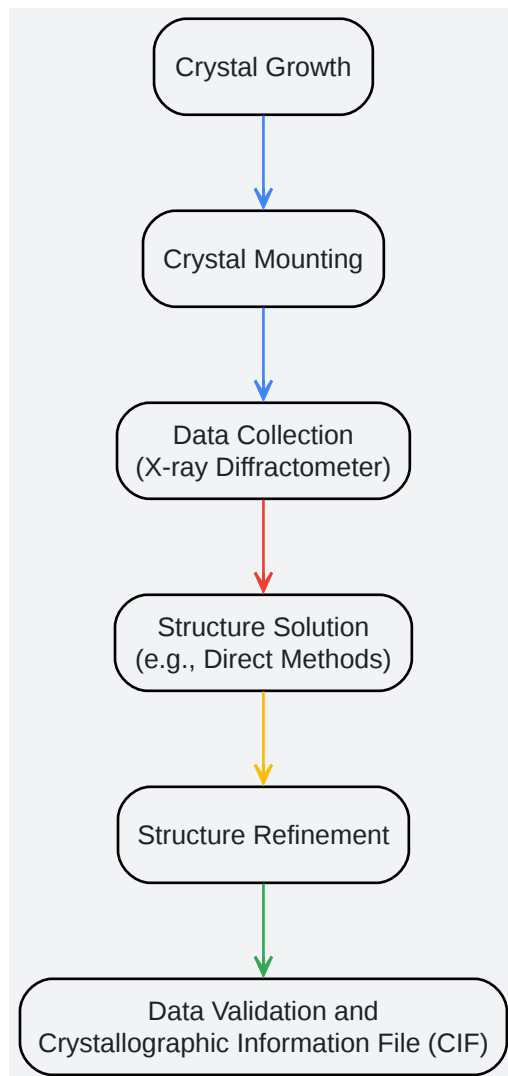 Crystal Growth
Crystal Mounting
Data Collection
(X-ray Diffractometer)
Structure Solution
(e.g., Direct Methods)
Structure Refinement
Data Validation and
Crystallographic Information File (CIF)